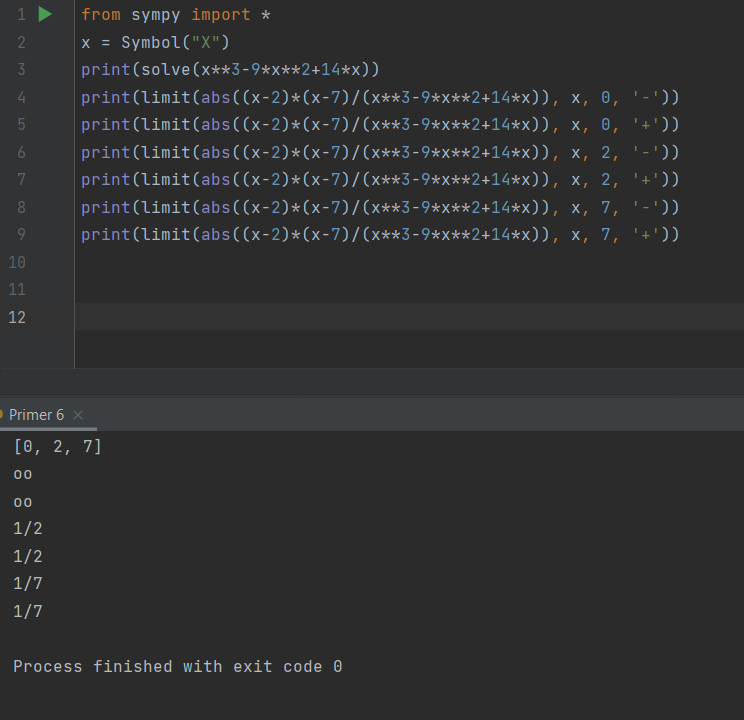 1 from sympy import *
2 x = Symbol("X")
3 print(solve(x**3-9*x**2+14*x))
4 print(limit(abs((x-2)*(x-7)/(x**3-9*x**2+14*x)), x, 0, '-'))
5 print(limit(abs((x-2)*(x-7)/(x**3-9*x**2+14*x)), x, 0, '+'))
6 print(limit(abs((x-2)*(x-7)/(x**3-9*x**2+14*x)), x, 2, '-'))
7 print(limit(abs((x-2)*(x-7)/(x**3-9*x**2+14*x)), x, 2, '+'))
8 print(limit(abs((x-2)*(x-7)/(x**3-9*x**2+14*x)), x, 7, '-'))
9 print(limit(abs((x-2)*(x-7)/(x**3-9*x**2+14*x)), x, 7, '+'))
10
11
12
Primer 6 ×
[0, 2, 7]
oo
oo
1/2
1/2
1/7
1/7
Process finished with exit code 0